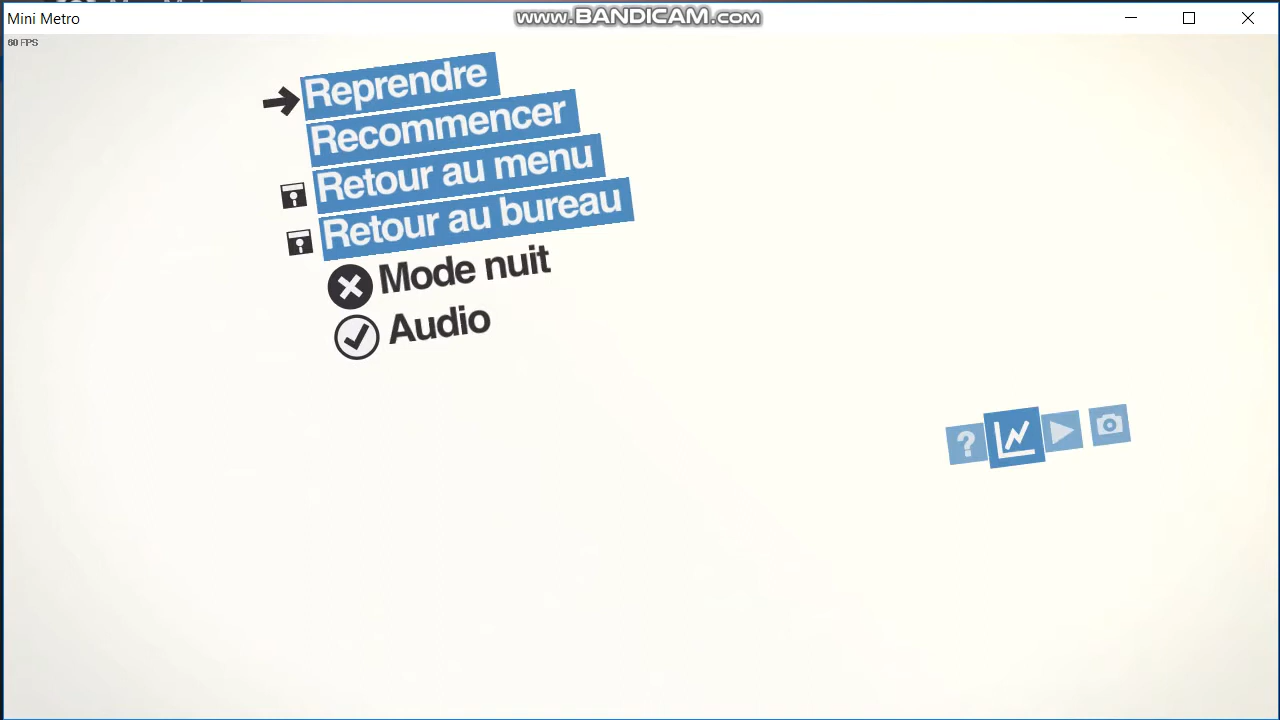 Mini Metro
www.BANDICAM.com
60 FPS
Reprendre
Recommencer
Retour au menu
Retour au bureau
Mode nuit
Audio
?